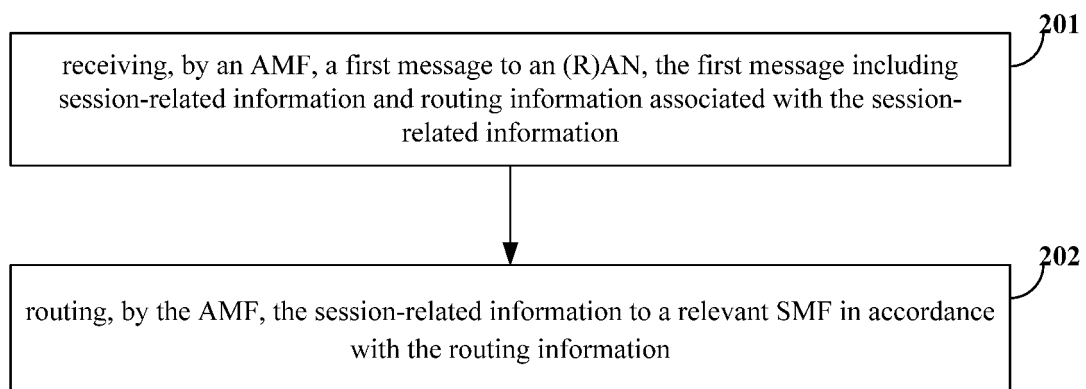 201
receiving, by an AMF, a first message to an (R)AN, the first message including
session-related information and routing information associated with the session-
related information
202
routing, by the AMF, the session-related information to a relevant SMF in accordance
with the routing information